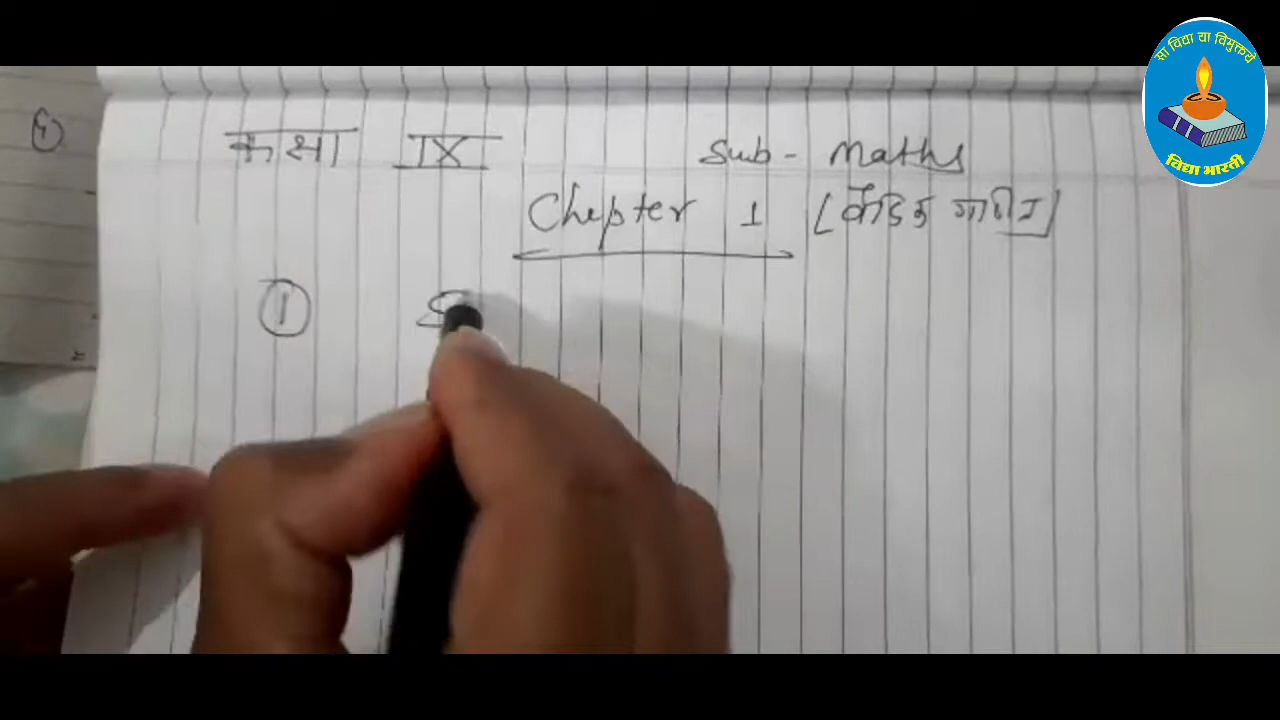 सा विद्या या विमुक्तये
विद्या भारती
कक्षा IX Sub - Maths
Chepter 1 [वैदिक गणित]
1 S